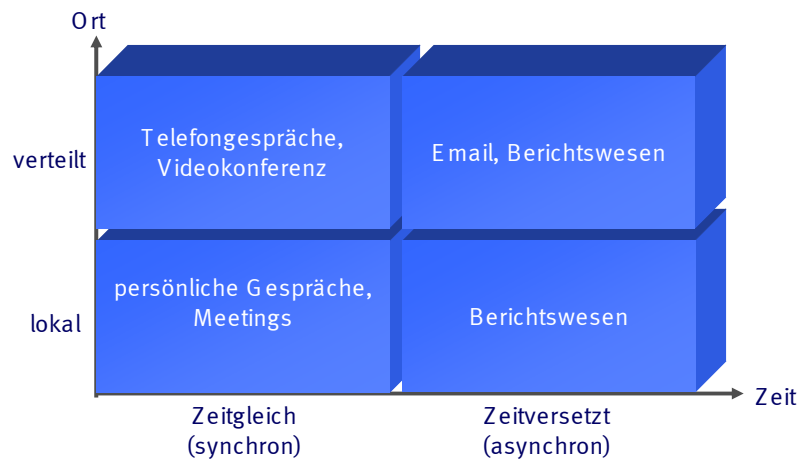 Ort
verteilt
Telefongespräche,
Videokonferenz
Email, Berichtswesen
lokal
persönliche Gespräche,
Meetings
Berichtswesen
Zeit
Zeitgleich
(synchron)
Zeitversetzt
(asynchron)